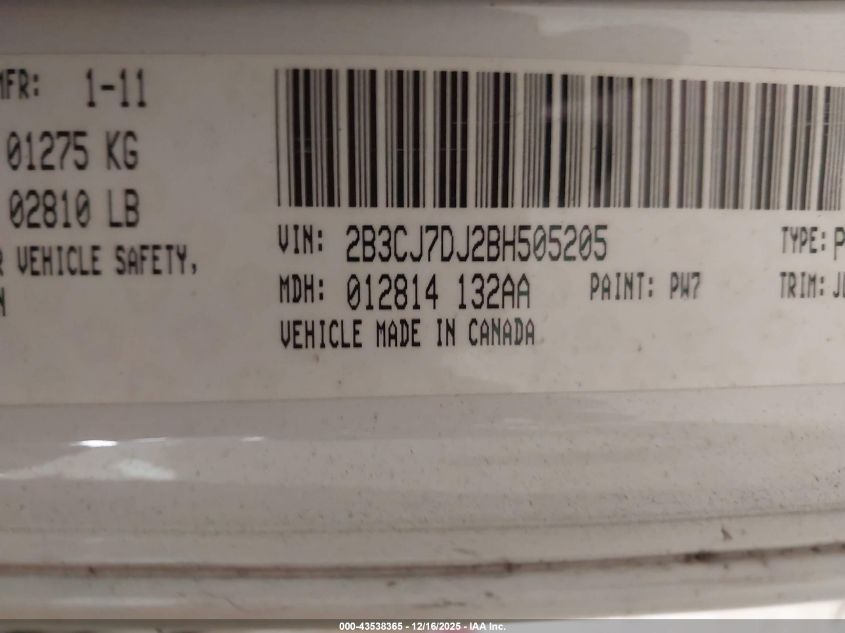 MFR: 1-11
01275 KG
02810 LB
R VEHICLE SAFETY,
N
VIN: 2B3CJ7DJ2BH505205
TYPE: P
MDH: 012814 132AA
PAINT: PW7
TRIM:
VEHICLE MADE IN CANADA
000-43538365 - 12/16/2025 - IAA Inc.